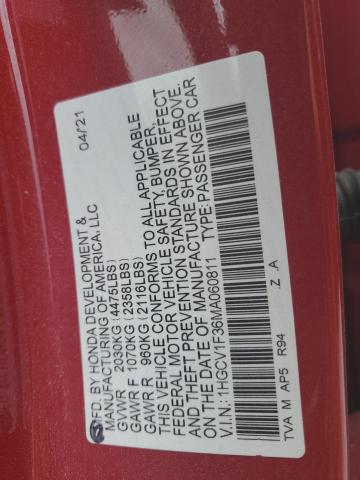 MFD. BY HONDA DEVELOPMENT &
MANUFACTURING OF AMERICA, LLC
04/21
GVWR 2030KG (4475LBS)
GAWR F 1070KG (2358LBS)
GAWR R 960KG (2116LBS)
THIS VEHICLE CONFORMS TO ALL APPLICABLE
FEDERAL MOTOR VEHICLE SAFETY, BUMPER,
AND THEFT PREVENTION STANDARDS IN EFFECT
ON THE DATE OF MANUFACTURE SHOWN ABOVE.
V.I.N.: 1HGCV1F36MA060811 TYPE: PASSENGER CAR
TVA M AP5 R94 .Z .A